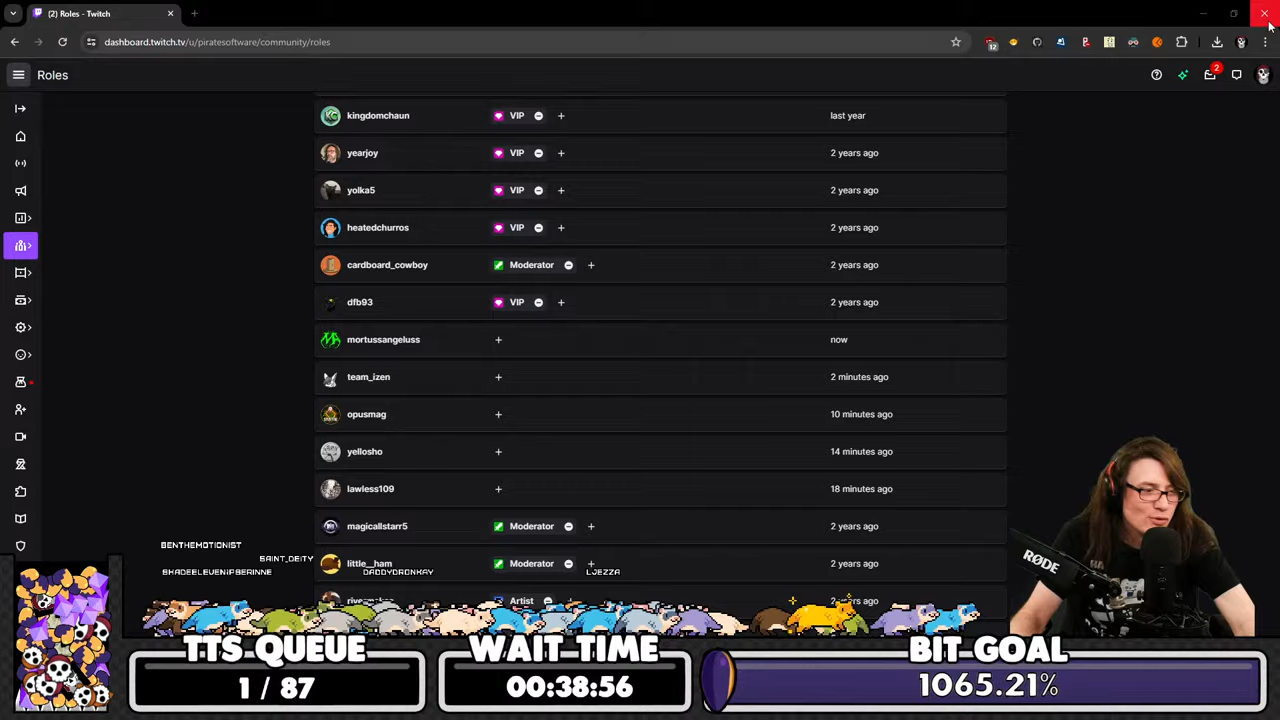 (2) Roles - Twitch
dashboard.twitch.tv/u/piratesoftware/community/roles
12
Roles
2
kingdomchaun VIP last year
yearjoy VIP 2 years ago
yolka5 VIP 2 years ago
heatedchurros VIP 2 years ago
cardboard_cowboy Moderator 2 years ago
dfb93 VIP 2 years ago
mortussangeluss now
team_izen 2 minutes ago
opusmag 10 minutes ago
yellosho 14 minutes ago
lawless109 18 minutes ago
magicallstarr5 Moderator 2 years ago
BENTHEMOTIONIST
SAINT_DEITY
little__ham Moderator 2 years ago
DADDYDRONKAY
LJEZZA
Artist
RØDE
TTS QUEUE
1 / 87
WAIT TIME
00:38:56
BIT GOAL
1065.21%